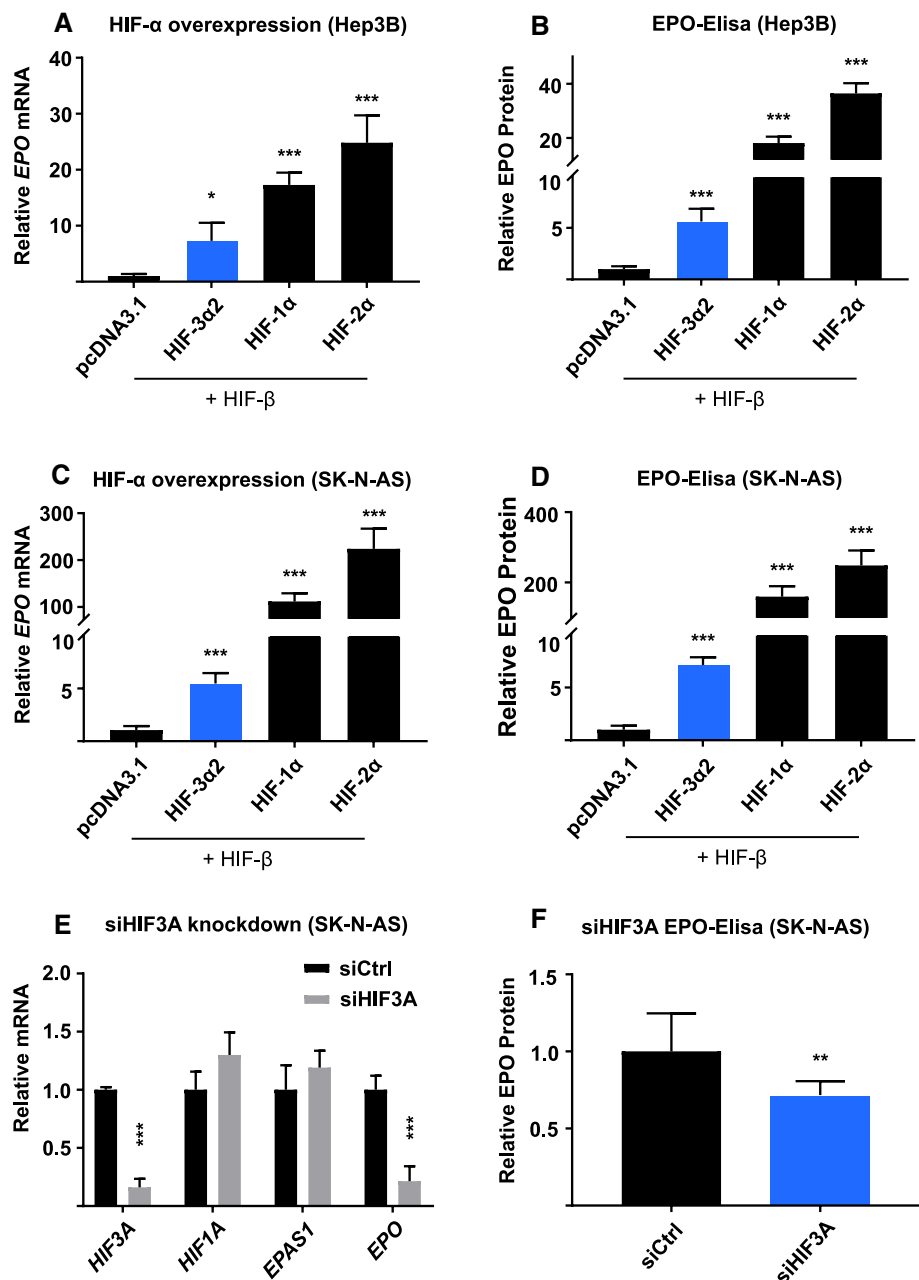 A HIF-α overexpression (Hep3B)
Relative EPO mRNA
40
30
20
10
*
***
***
pcDNA3.1
HIF-3α2
HIF-1α
HIF-2α
+ HIF-β
B EPO-Elisa (Hep3B)
Relative EPO Protein
40
20
10
5
***
***
***
pcDNA3.1
HIF-3α2
HIF-1α
HIF-2α
+ HIF-β
C HIF-α overexpression (SK-N-AS)
Relative EPO mRNA
300
200
100
10
5
***
***
***
pcDNA3.1
HIF-3α2
HIF-1α
HIF-2α
+ HIF-β
D EPO-Elisa (SK-N-AS)
Relative EPO Protein
400
200
10
5
***
***
***
pcDNA3.1
HIF-3α2
HIF-1α
HIF-2α
+ HIF-β
E siHIF3A knockdown (SK-N-AS)
Relative mRNA
2.0
1.5
1.0
0.5
siCtrl
siHIF3A
***
***
HIF3A
HIF1A
EPAS1
EPO
F siHIF3A EPO-Elisa (SK-N-AS)
Relative EPO Protein
1.5
1.0
0.5
**
siCtrl
siHIF3A